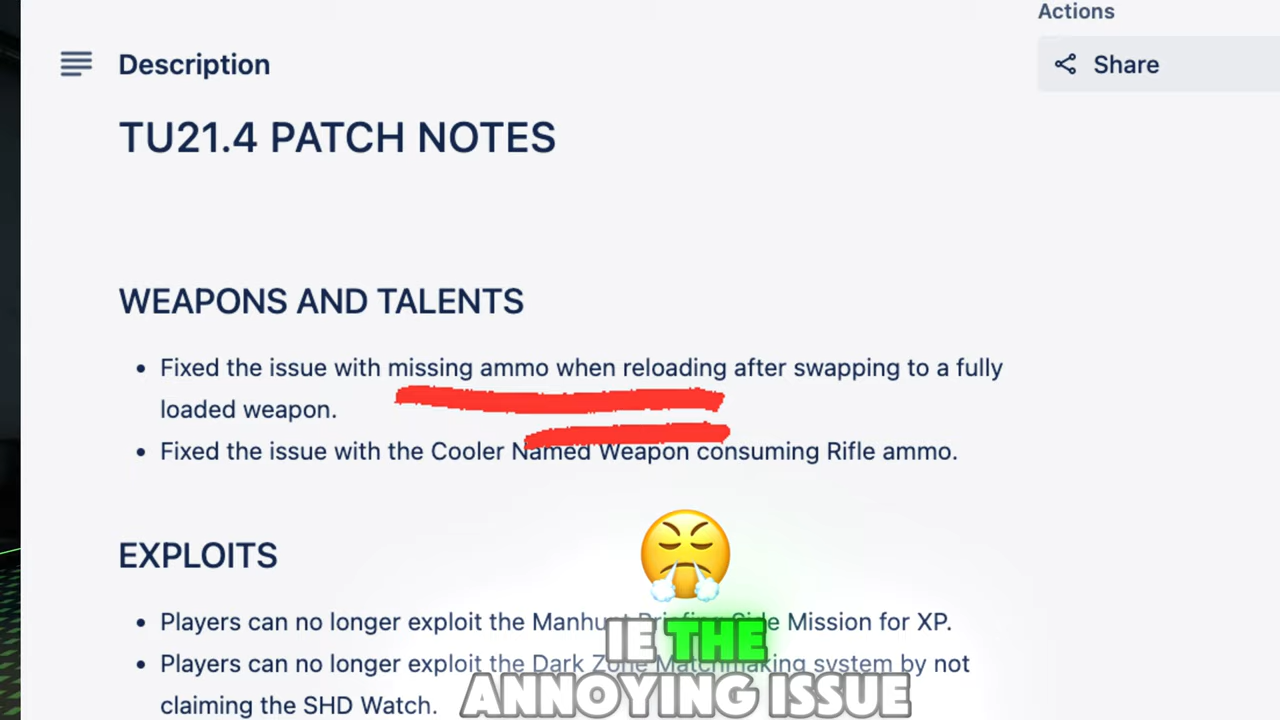 Actions
Description
Share
TU21.4 PATCH NOTES
WEAPONS AND TALENTS
• Fixed the issue with missing ammo when reloading after swapping to a fully
loaded weapon.
• Fixed the issue with the Cooler Named Weapon consuming Rifle ammo.
EXPLOITS
• Players can no longer exploit the Manhunt Briefing Side Mission for XP.
• Players can no longer exploit the Dark Zone Matchmaking system by not
claiming the SHD Watch.
IE THE
ANNOYING ISSUE